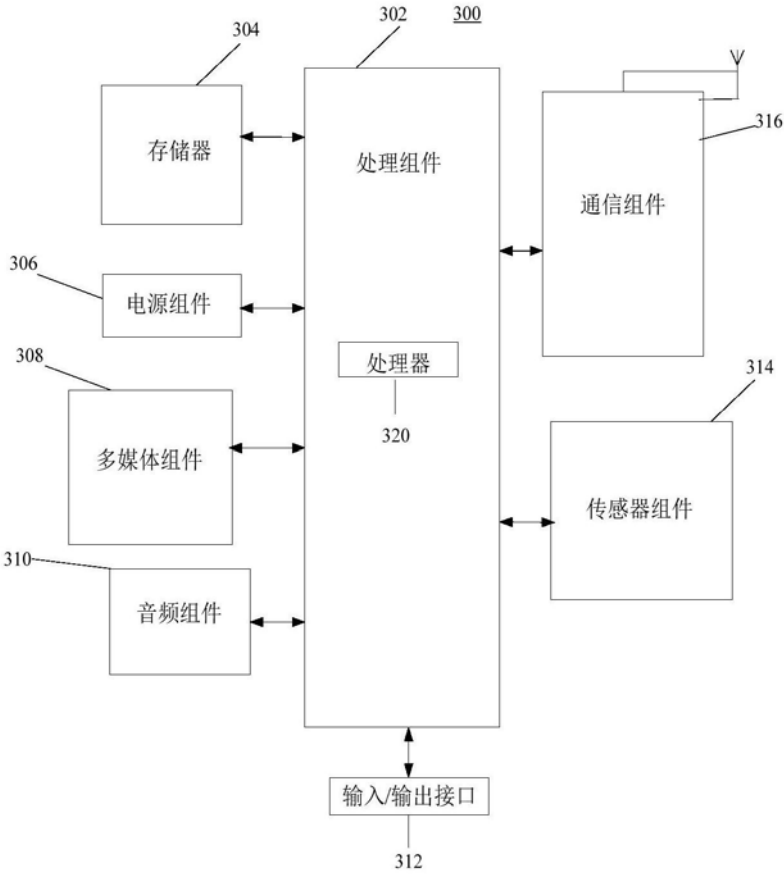 304
302
300
存储器
处理组件
316
通信组件
306
电源组件
308
处理器
320
314
多媒体组件
传感器组件
310
音频组件
输入/输出接口
312